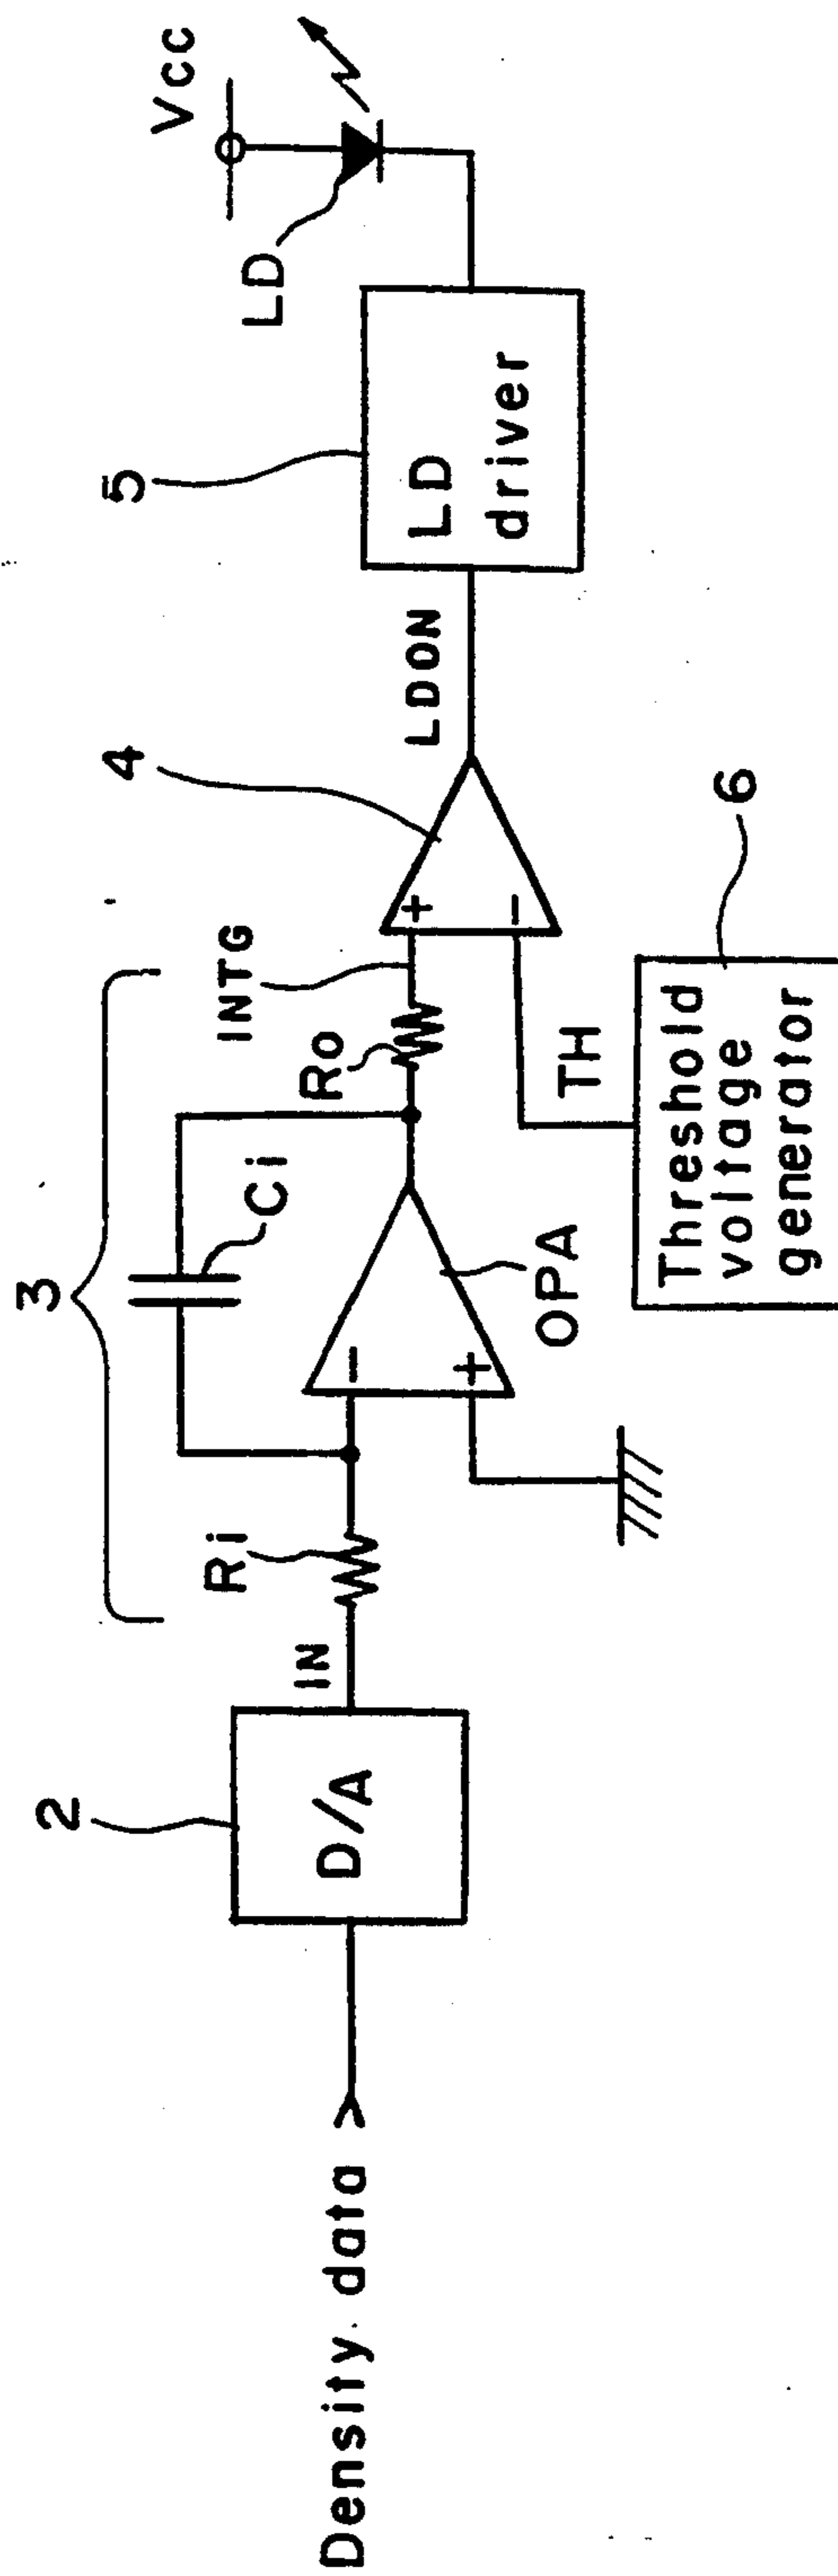 Density data
2
D/A
IN
3
Ri
Ci
-
+
OPA
Ro
INTG
4
+
-
TH
6
Threshold
voltage
generator
LDON
5
LD
driver
LD
Vcc